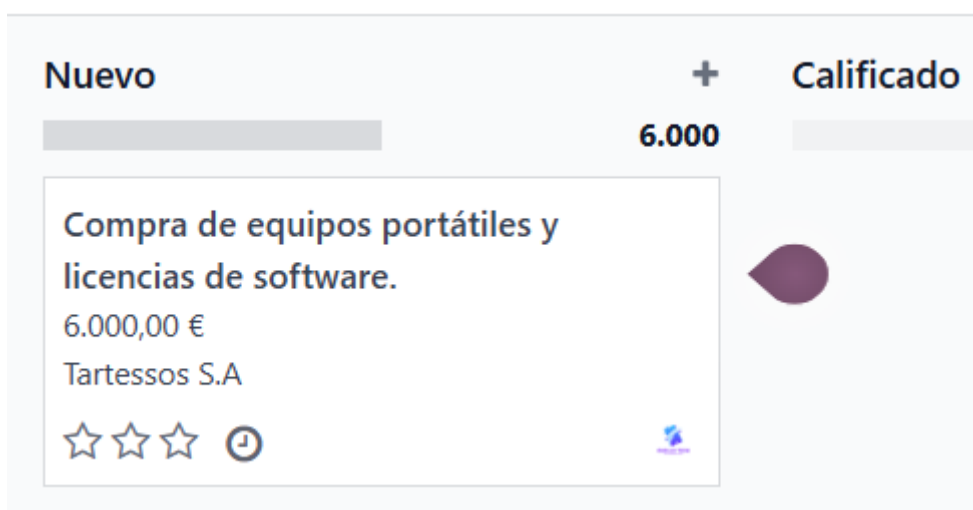 Nuevo
+
Calificado
6.000
Compra de equipos portátiles y
licencias de software.
6.000,00 €
Tartessos S.A